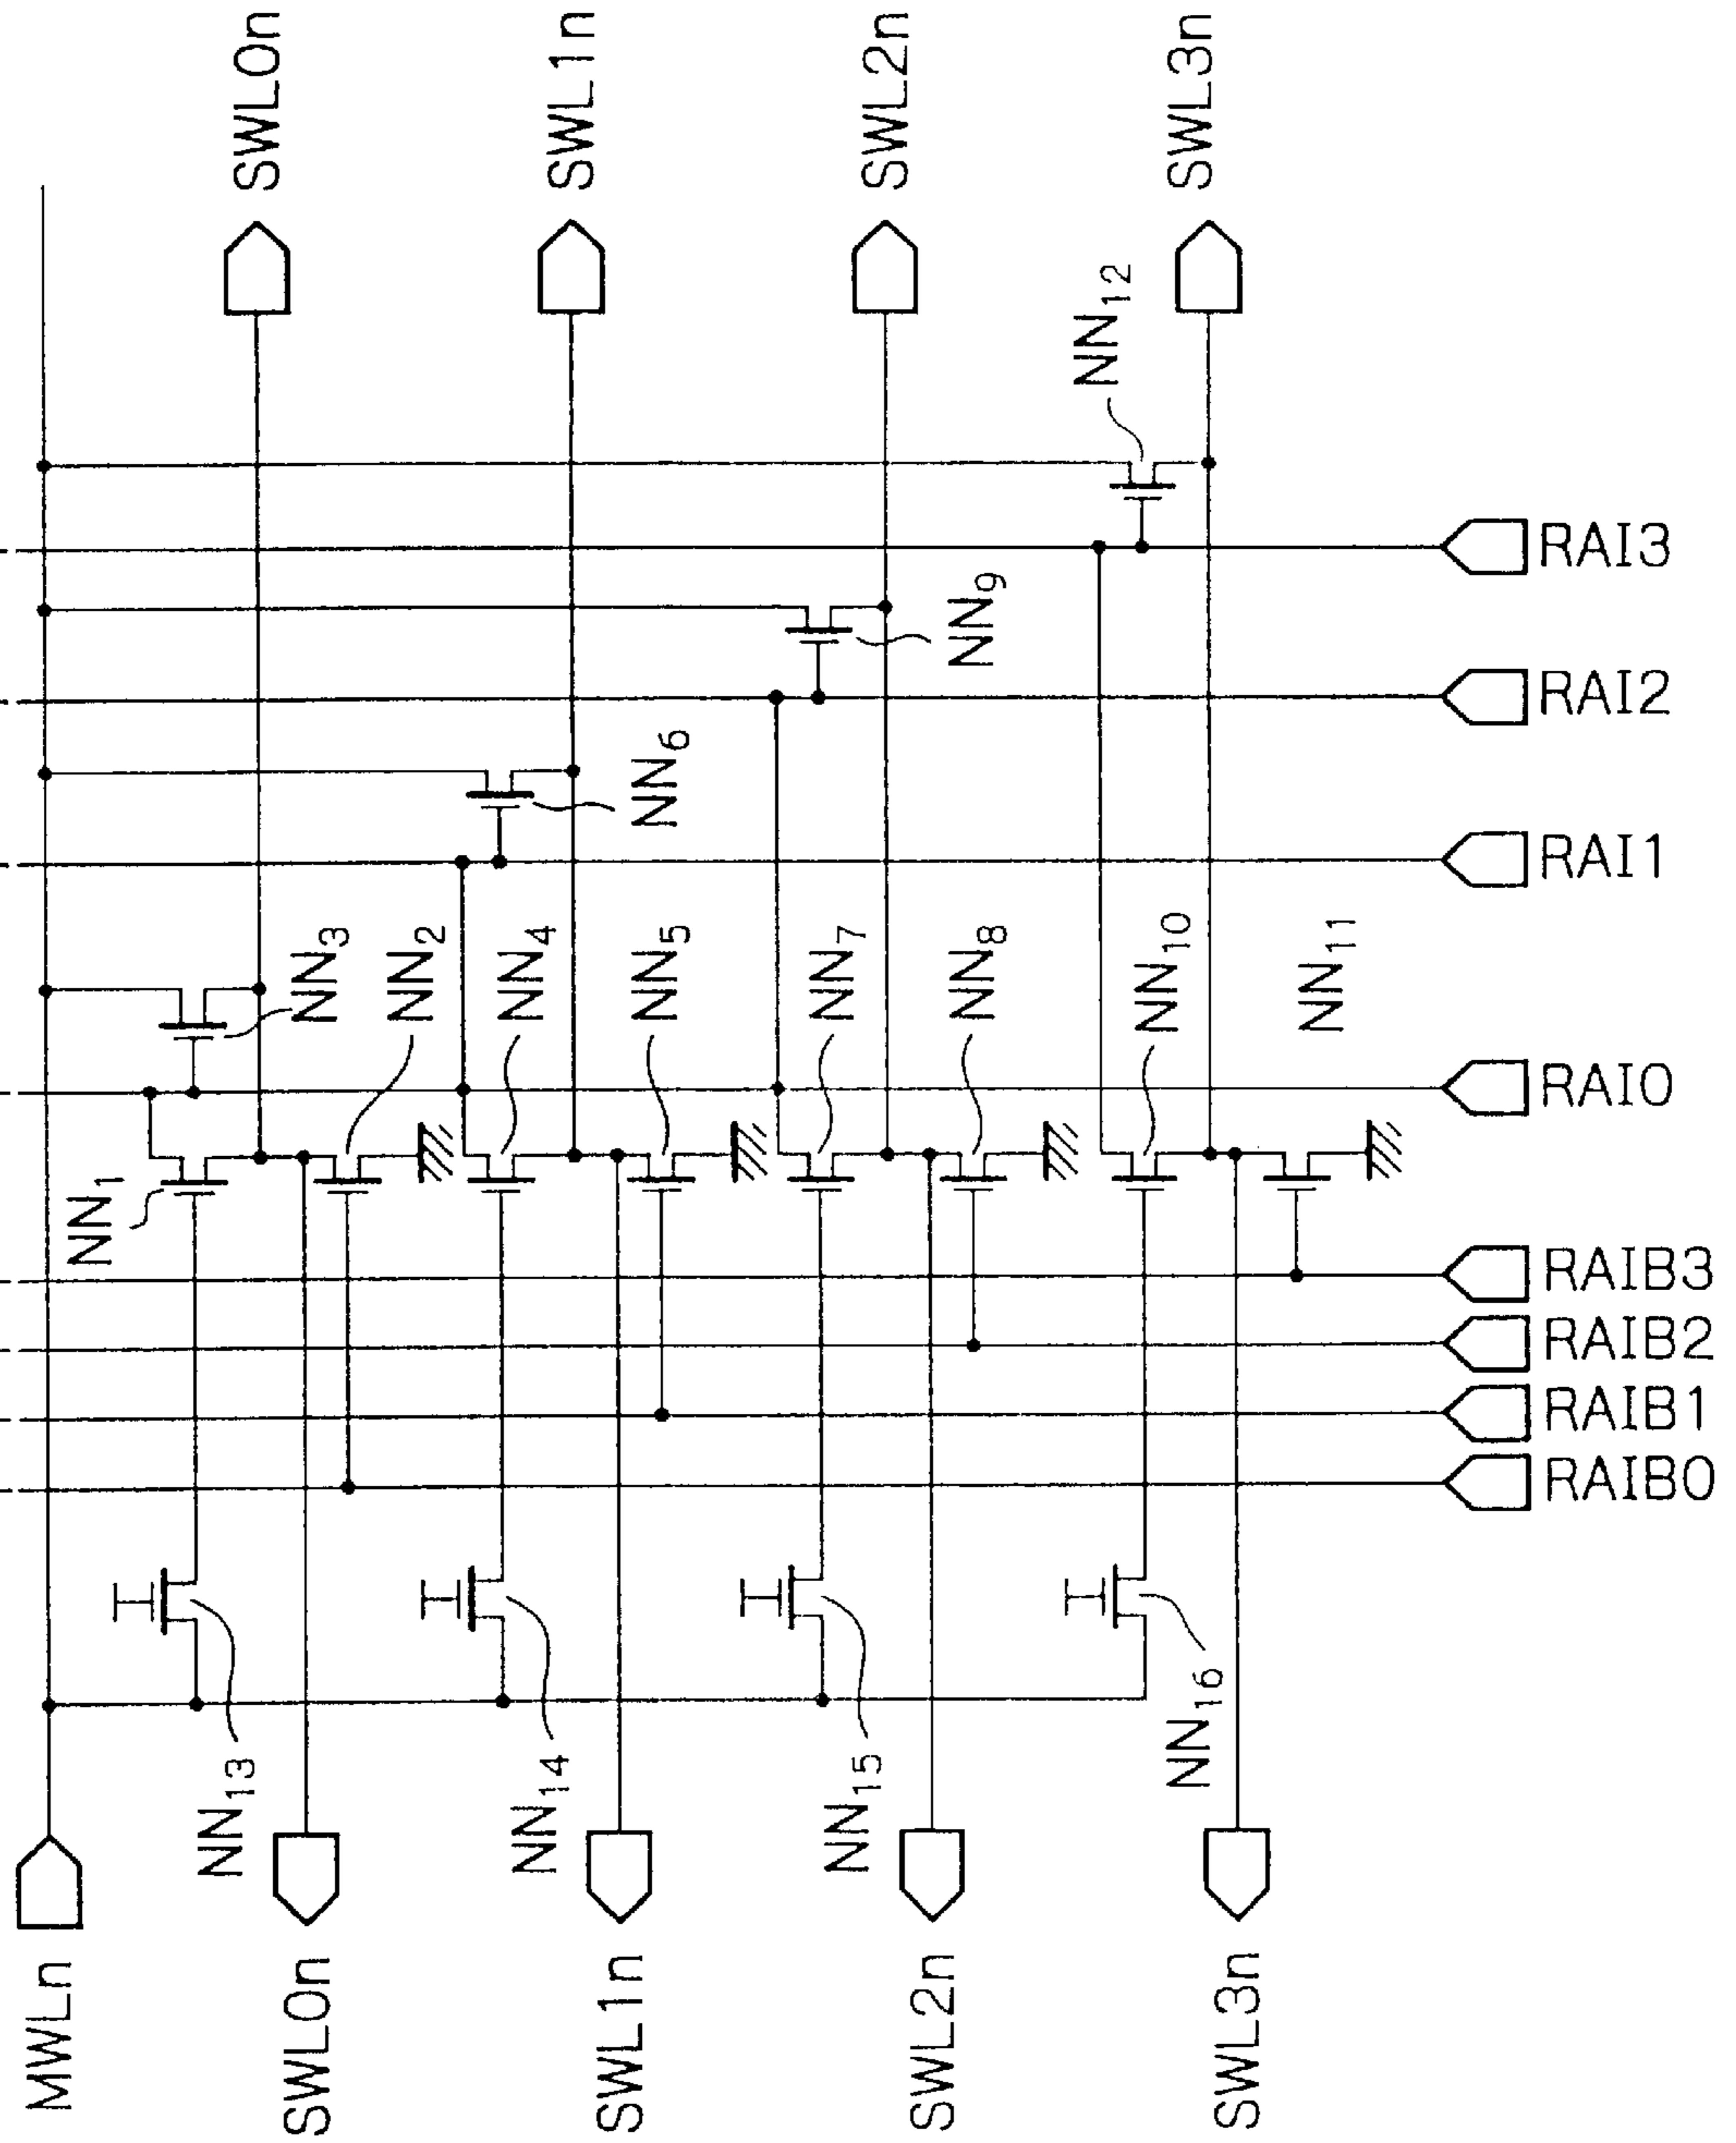 SWL0n
SWL1n
SWL2n
SWL3n
NN12
RAI3
NN9
RAI2
NN6
RAI1
NN3
NN2
NN4
NN5
NN7
NN8
NN10
NN11
RAI0
NN1
RAIB3
RAIB2
RAIB1
RAIB0
NN13
NN14
NN15
NN16
MWLn
SWL0n
SWL1n
SWL2n
SWL3n